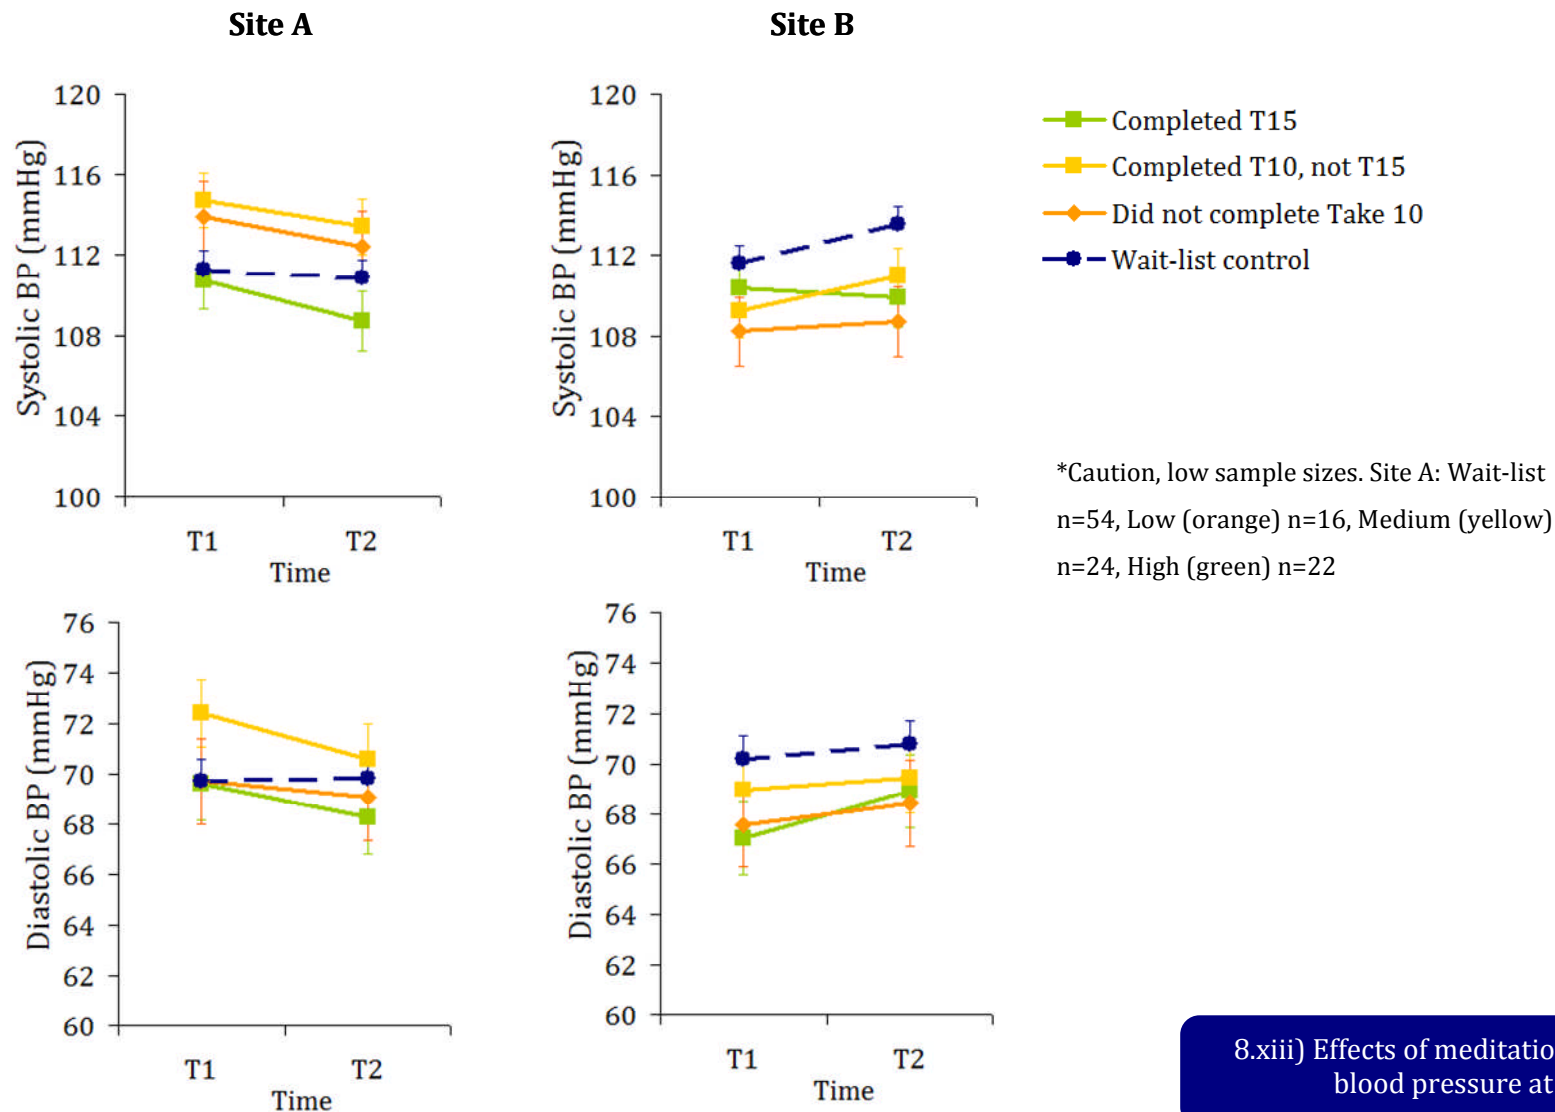 Site A
Site B
120
116
112
108
104
100
Systolic BP (mmHg)
T1
T2
Time
120
116
112
108
104
100
Systolic BP (mmHg)
T1
T2
Time
Completed T15
Completed T10, not T15
Did not complete Take 10
Wait-list control
*Caution, low sample sizes. Site A: Wait-list
n=54, Low (orange) n=16, Medium (yellow)
n=24, High (green) n=22
76
74
72
70
68
66
64
62
60
Diastolic BP (mmHg)
T1
T2
Time
76
74
72
70
68
66
64
62
60
Diastolic BP (mmHg)
T1
T2
Time
8.xiii) Effects of meditatio
blood pressure at